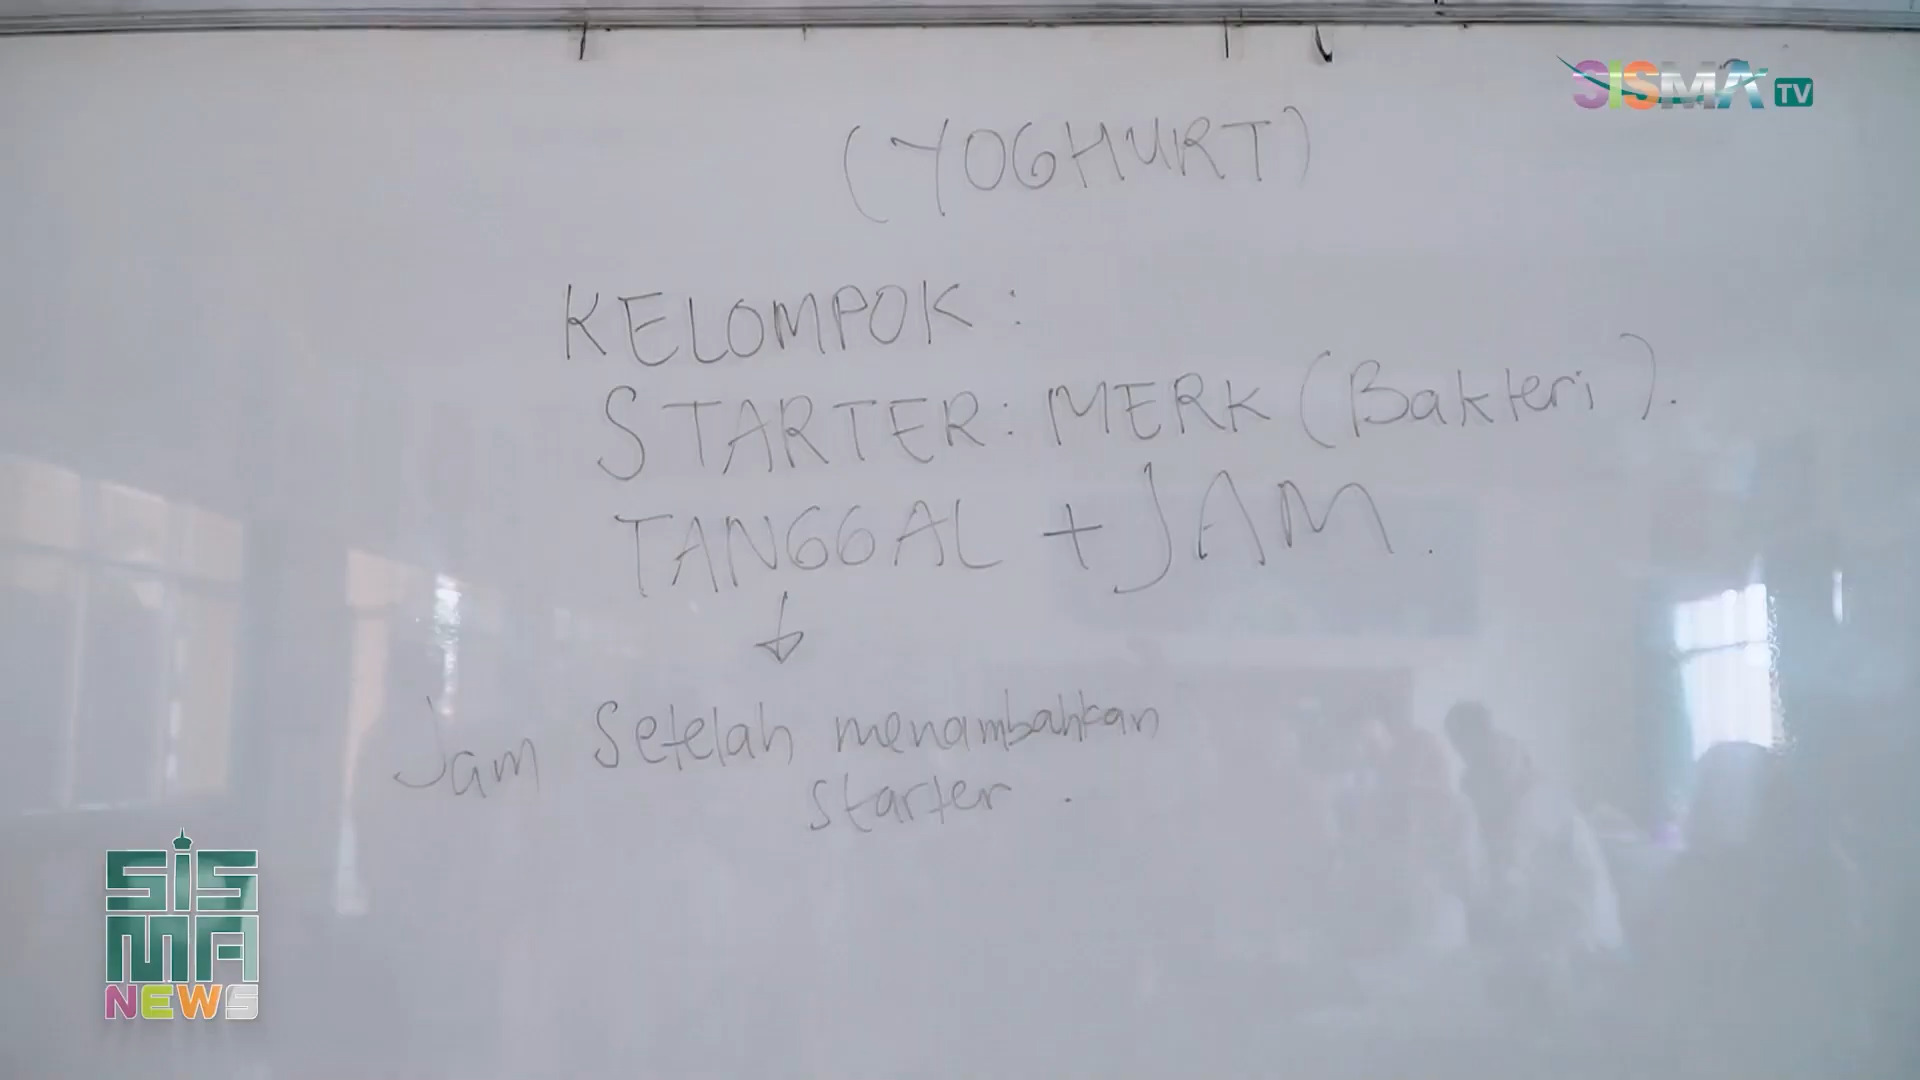 SISMA TV
(YOGHURT)
KELOMPOK :
STARTER : MERK (Bakteri).
TANGGAL + JAM.
Jam Setelah menambahkan
starter .
SIS
MA
NEWS